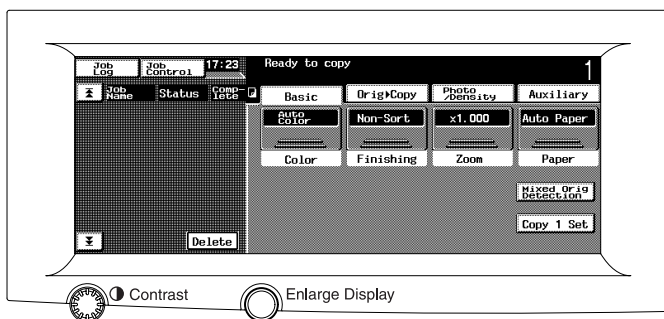 Job Log
Job Control
17:23
Ready to copy
1
Job Name
Status
Comp-lete
Basic
Orig▶Copy
Photo /Density
Auxiliary
Auto Color
Non-Sort
x1.000
Auto Paper
Color
Finishing
Zoom
Paper
Mixed Orig Detection
Copy 1 Set
Delete
Contrast
Enlarge Display